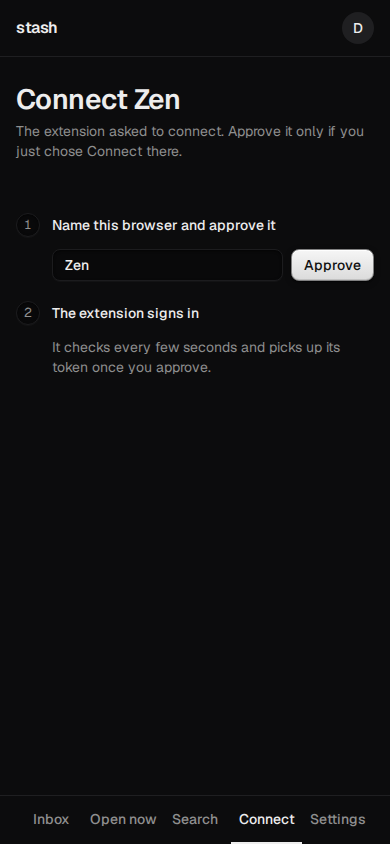 stash
D
Connect Zen
The extension asked to connect. Approve it only if you
just chose Connect there.
1
Name this browser and approve it
Zen
Approve
2
The extension signs in
It checks every few seconds and picks up its
token once you approve.
Inbox
Open now
Search
Connect
Settings